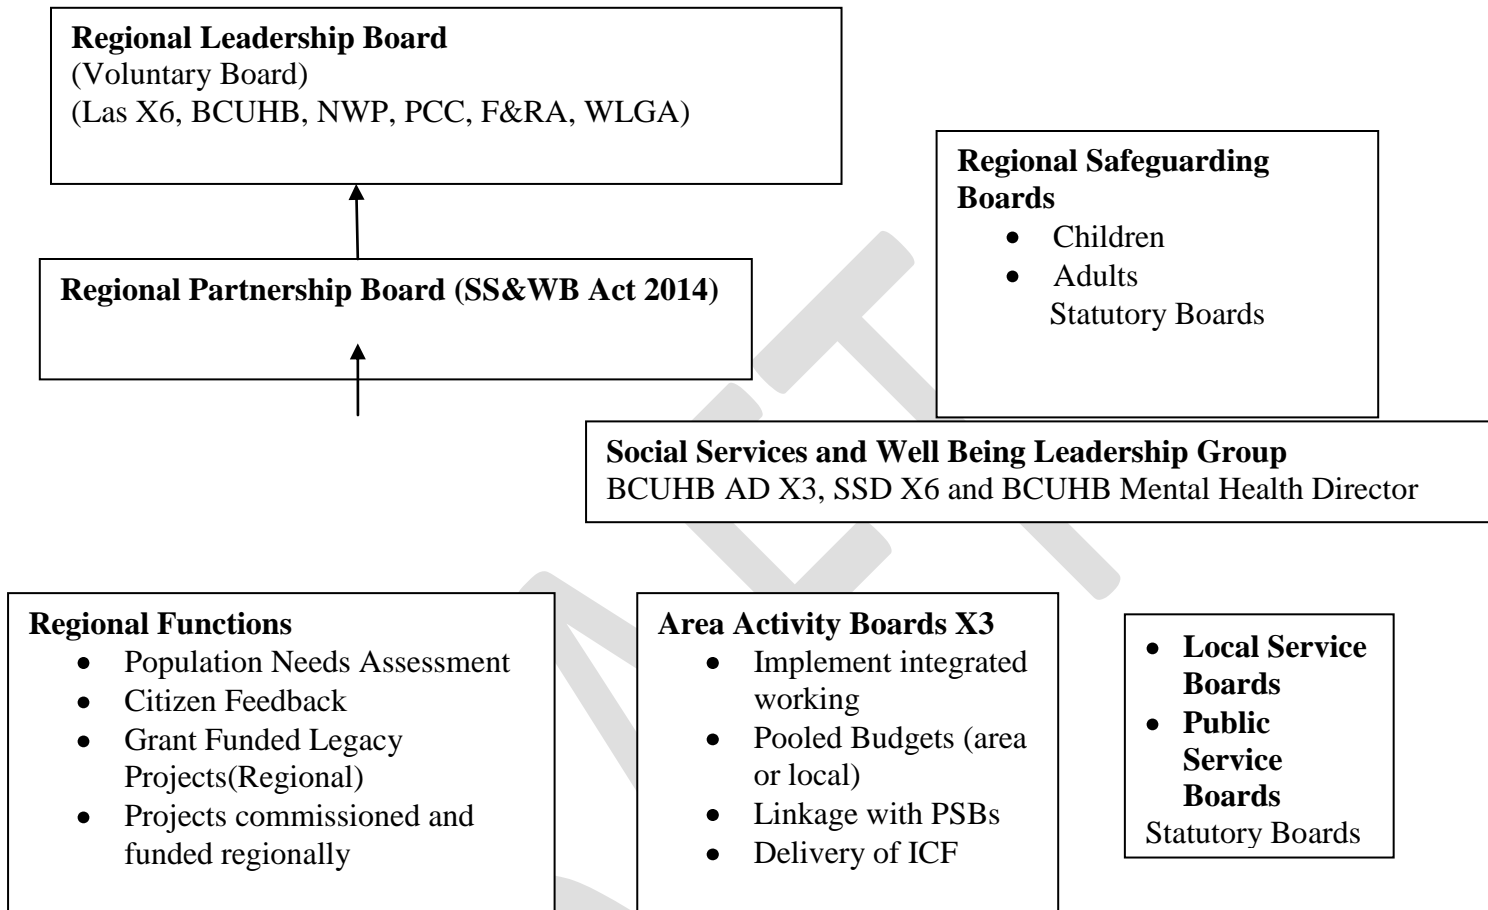 Regional Leadership Board
(Voluntary Board)
(Las X6, BCUHB, NWP, PCC, F&RA, WLGA)
Regional Safeguarding
Boards
• Children
• Adults
Statutory Boards
Regional Partnership Board (SS&WB Act 2014)
Social Services and Well Being Leadership Group
BCUHB AD X3, SSD X6 and BCUHB Mental Health Director
Regional Functions
• Population Needs Assessment
• Citizen Feedback
• Grant Funded Legacy
Projects(Regional)
• Projects commissioned and
funded regionally
Area Activity Boards X3
• Implement integrated
working
• Pooled Budgets (area
or local)
• Linkage with PSBs
• Delivery of ICF
• Local Service
Boards
• Public
Service
Boards
Statutory Boards